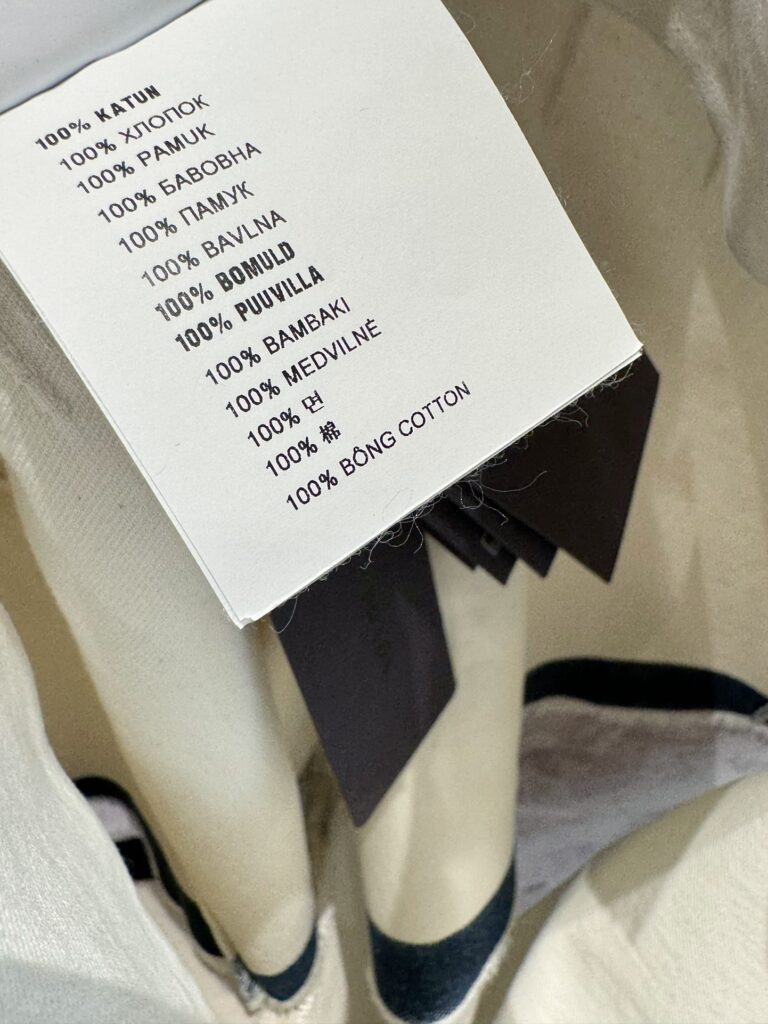 100% KATUN
100% ХЛОПОК
100% PAMUK
100% БАВОВНА
100% ПАМУК
100% BAVLNA
100% BOMULD
100% PUUVILLA
100% BAMBAKI
100% MEDVILNĖ
100% 면
100% 棉
100% BÔNG COTTON